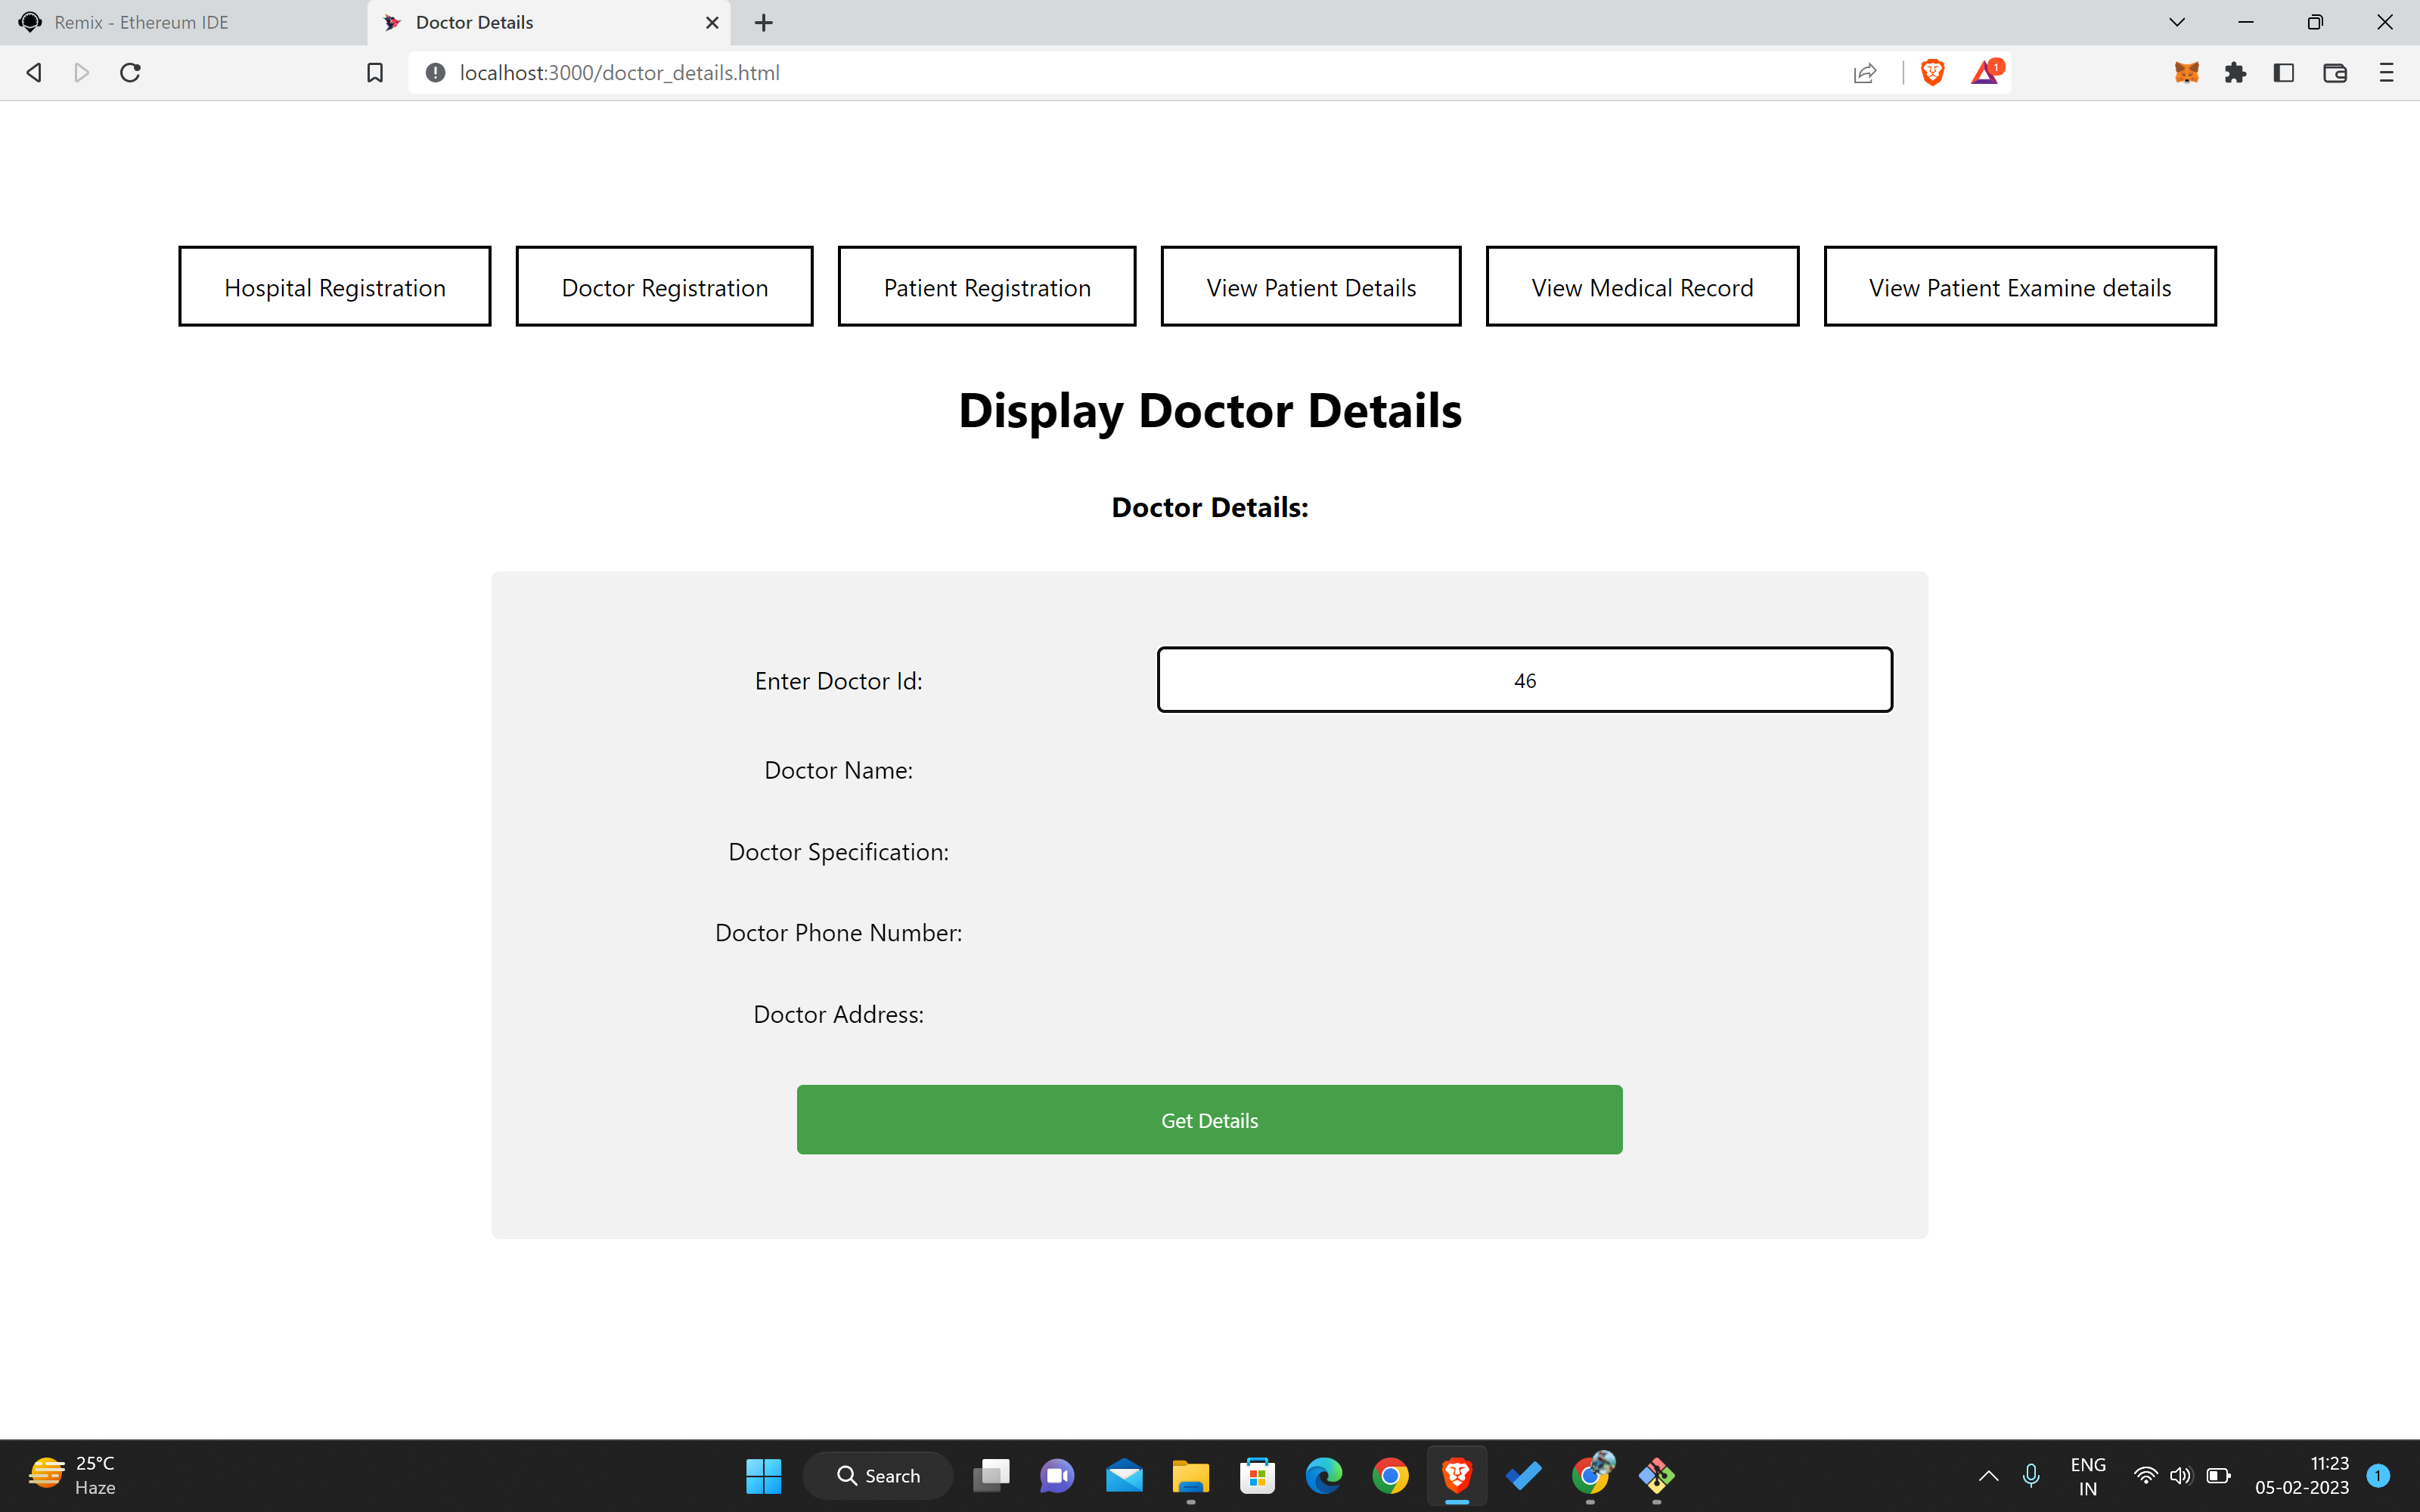 Remix - Ethereum IDE
Doctor Details
localhost:3000/doctor_details.html
1
Hospital Registration
Doctor Registration
Patient Registration
View Patient Details
View Medical Record
View Patient Examine details
Display Doctor Details
Doctor Details:
Enter Doctor Id:
46
Doctor Name:
Doctor Specification:
Doctor Phone Number:
Doctor Address:
Get Details
25°C
Haze
Search
ENG
IN
11:23
05-02-2023
1